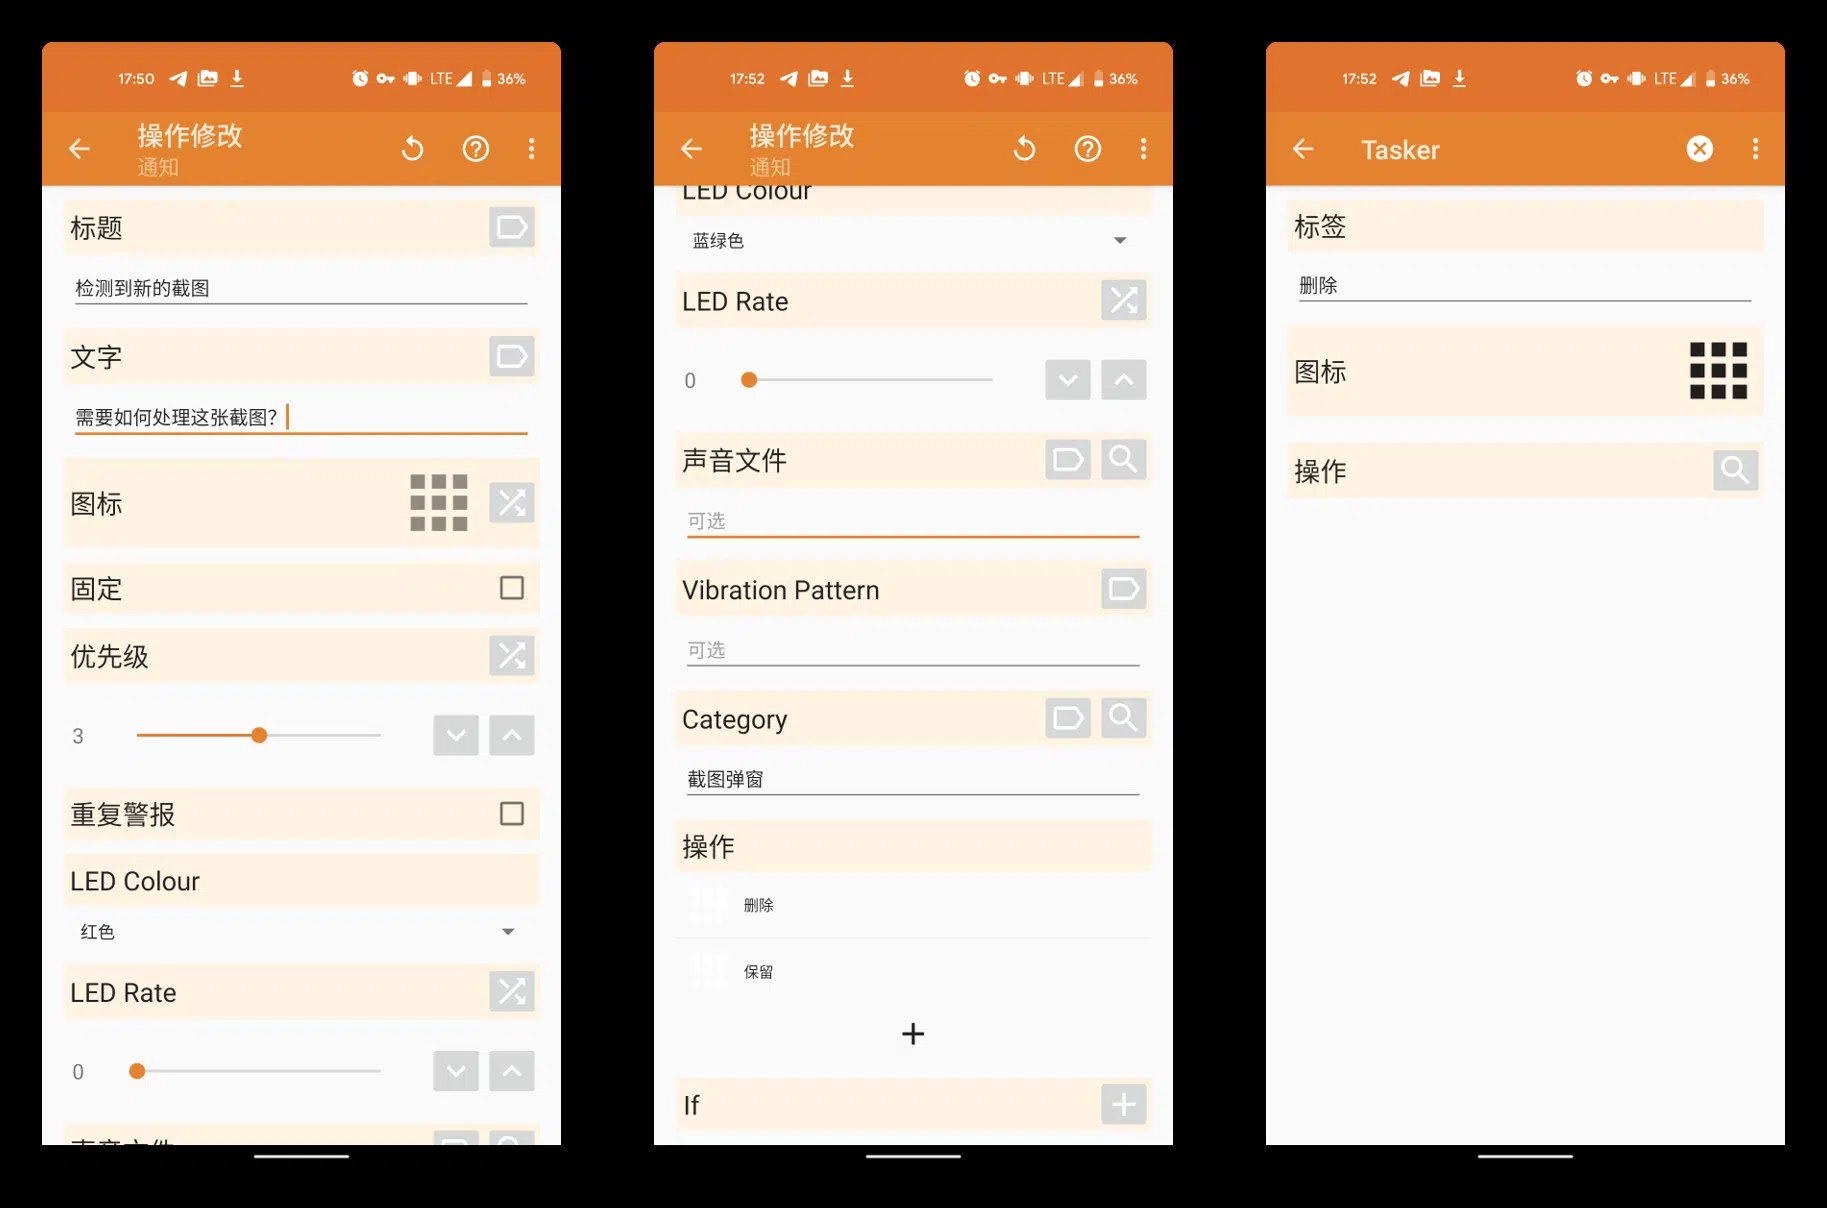 17:50
LTE
36%
操作修改
通知
标题
检测到新的截图
文字
需要如何处理这张截图?
图标
固定
优先级
3
重复警报
LED Colour
红色
LED Rate
0
声音文件
17:52
LTE
36%
操作修改
通知
LED Colour
蓝绿色
LED Rate
0
声音文件
可选
Vibration Pattern
可选
Category
截图弹窗
操作
删除
保留
If
17:52
LTE
36%
Tasker
标签
删除
图标
操作